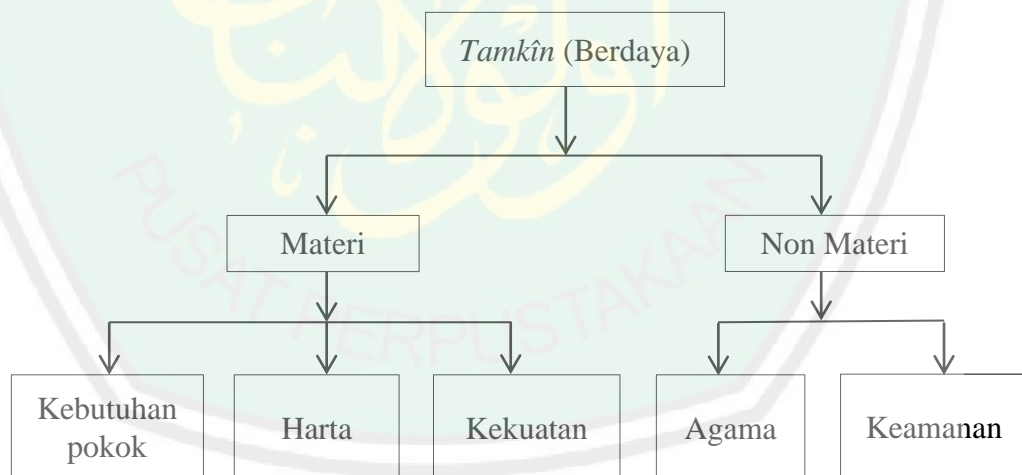 Tamkîn (Berdaya)
Materi
Non Materi
Kebutuhan
pokok
Harta
Kekuatan
Agama
Keamanan
PUSAT PERPUSTAKAAN